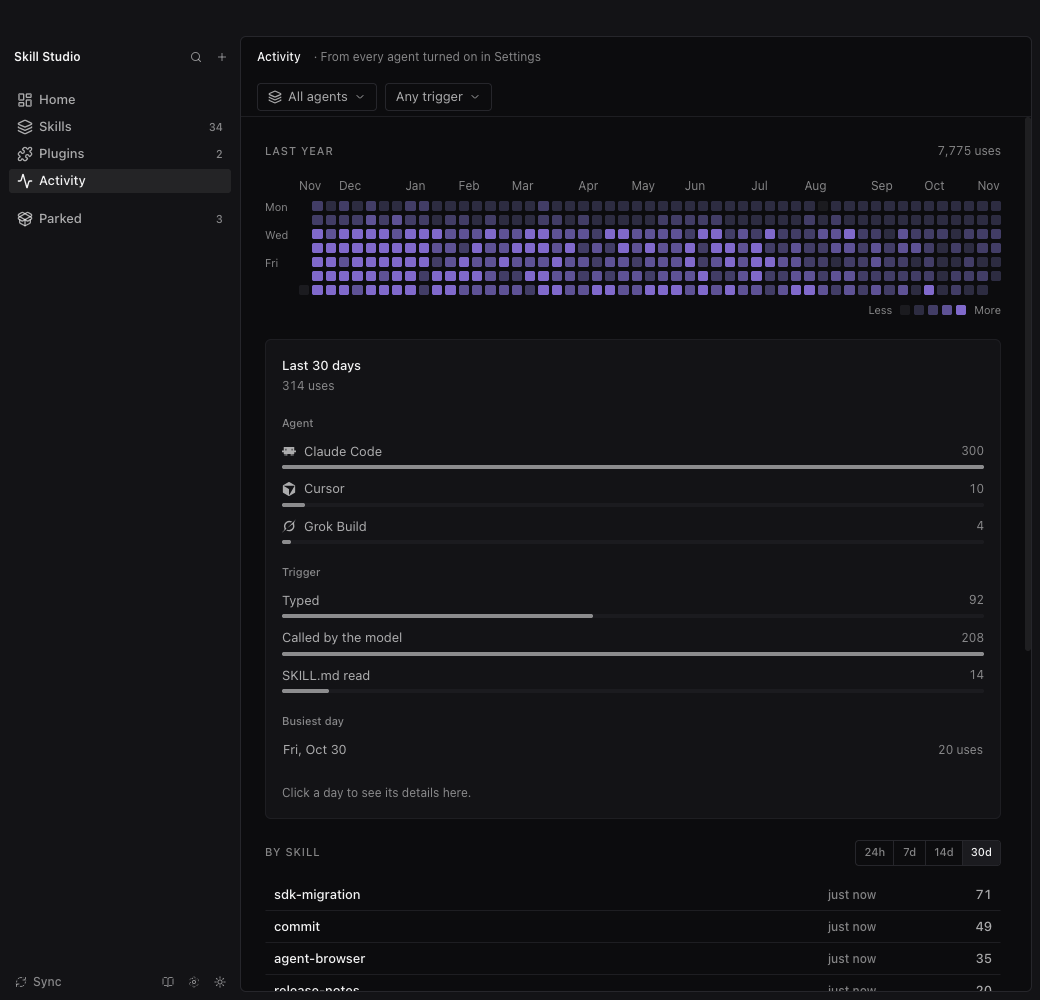 Skill Studio
Home
Skills 34
Plugins 2
Activity
Parked 3
Sync
Activity · From every agent turned on in Settings
All agents Any trigger
LAST YEAR 7,775 uses
Nov Dec Jan Feb Mar Apr May Jun Jul Aug Sep Oct Nov
Mon
Wed
Fri
Less More
Last 30 days
314 uses
Agent
Claude Code 300
Cursor 10
Grok Build 4
Trigger
Typed 92
Called by the model 208
SKILL.md read 14
Busiest day
Fri, Oct 30 20 uses
Click a day to see its details here.
BY SKILL 24h 7d 14d 30d
sdk-migration just now 71
commit just now 49
agent-browser just now 35
release-notes just now 20